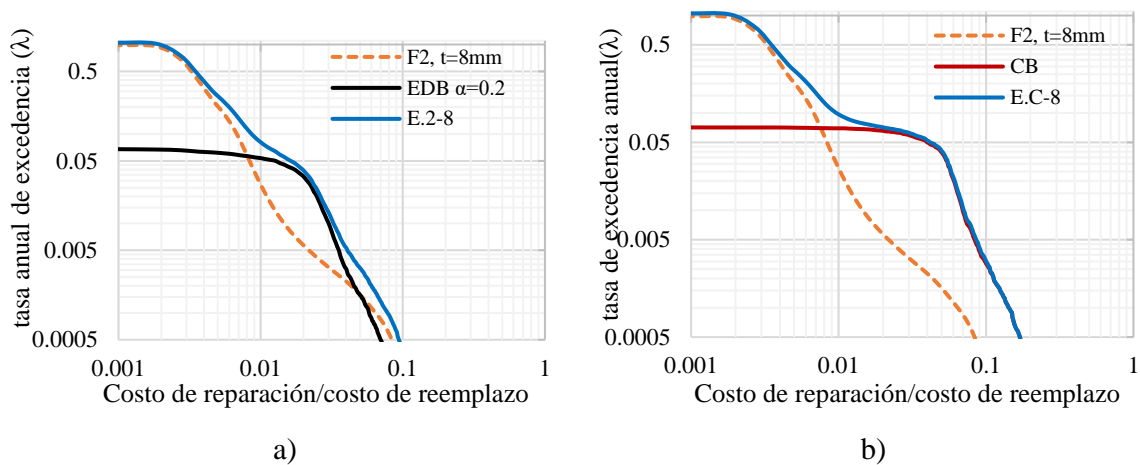 tasa anual de excedencia (λ)
0.5
0.05
0.005
0.0005
F2, t=8mm
EDB α=0.2
E.2-8
0.001
0.01
0.1
1
Costo de reparación/costo de reemplazo
a)
tasa de excedencia anual(λ)
0.5
0.05
0.005
0.0005
F2, t=8mm
CB
E.C-8
0.001
0.01
0.1
1
Costo de reparación/costo de reemplazo
b)